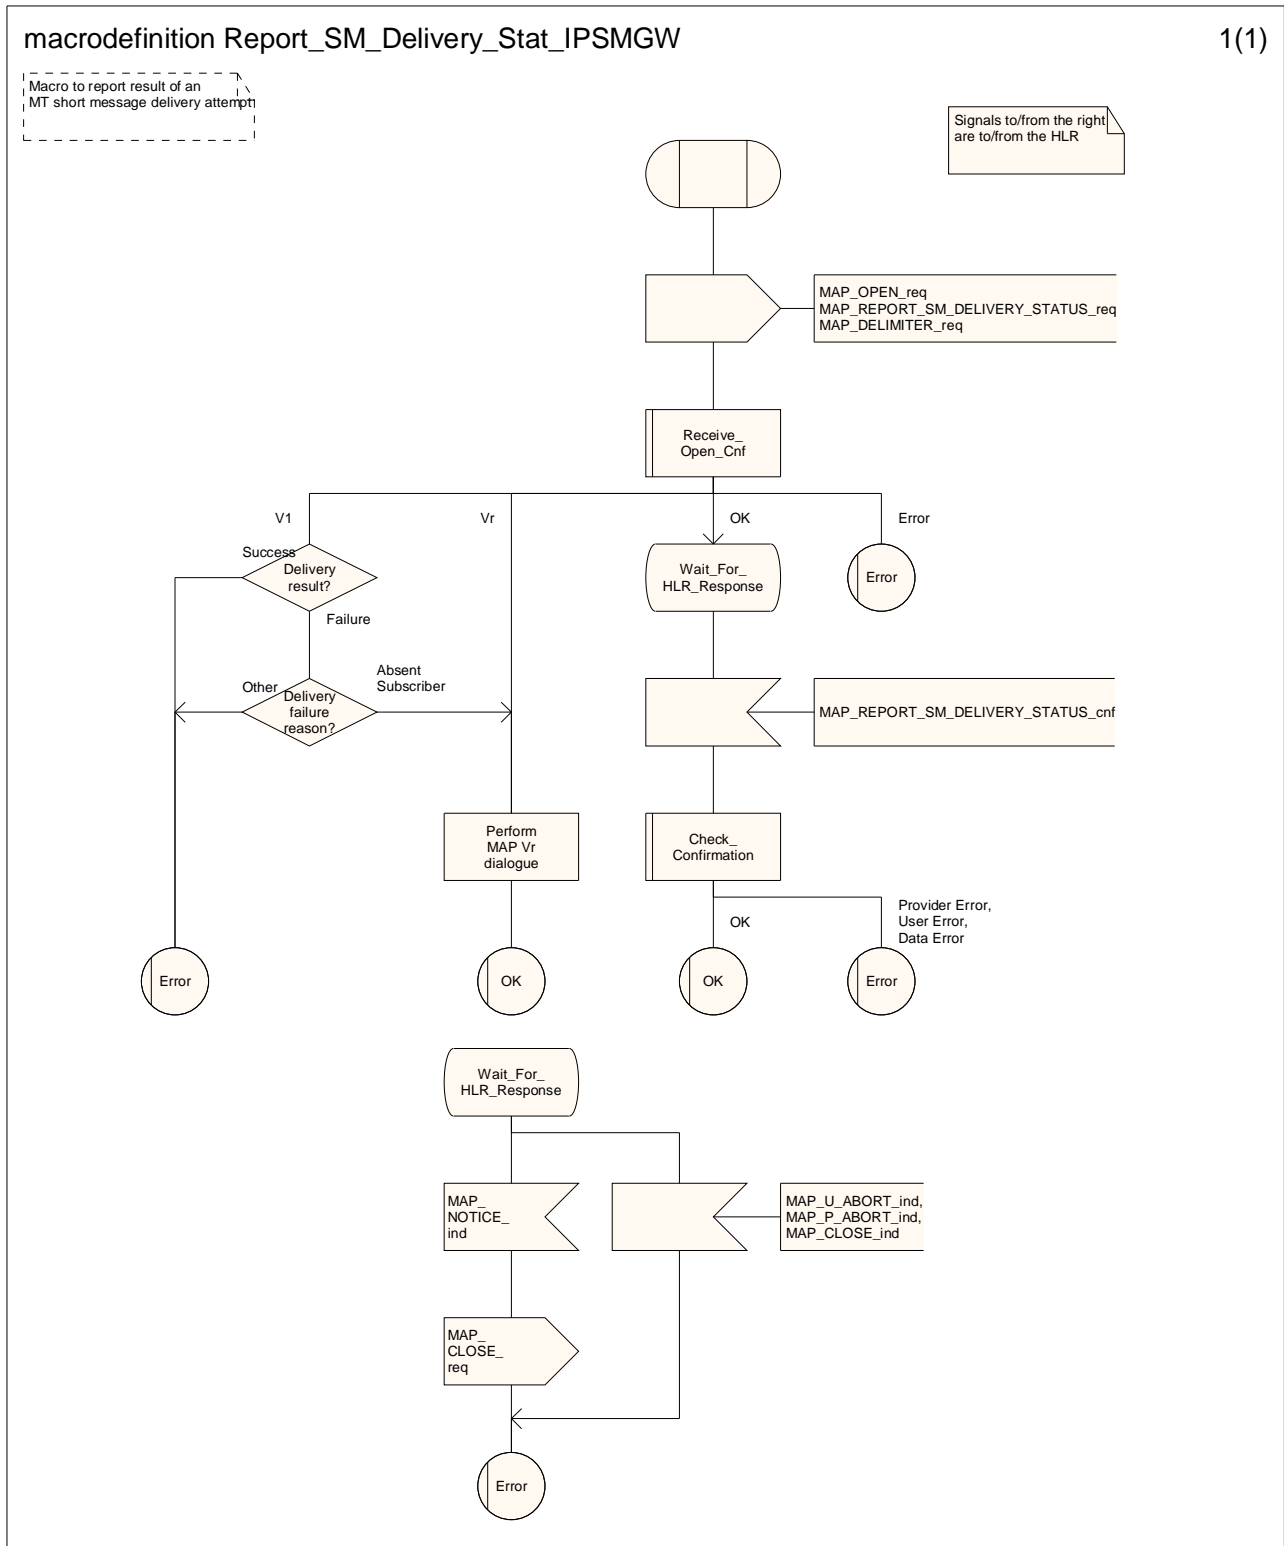 macrodefinition Report_SM_Delivery_Stat_IPSMGW
1(1)
Macro to report result of an
MT short message delivery attempt
Signals to/from the right
are to/from the HLR
MAP_OPEN_req
MAP_REPORT_SM_DELIVERY_STATUS_req
MAP_DELIMITER_req
Receive_
Open_Cnf
V1
Vr
OK
Error
Success
Delivery
result?
Wait_For_
HLR_Response
Error
Failure
Absent
Subscriber
Other
Delivery
failure
reason?
MAP_REPORT_SM_DELIVERY_STATUS_cnf
Perform
MAP Vr
dialogue
Check_
Confirmation
OK
Provider Error,
User Error,
Data Error
Error
OK
OK
Error
Wait_For_
HLR_Response
MAP_
NOTICE_
ind
MAP_U_ABORT_ind,
MAP_P_ABORT_ind,
MAP_CLOSE_ind
MAP_
CLOSE_
req
Error